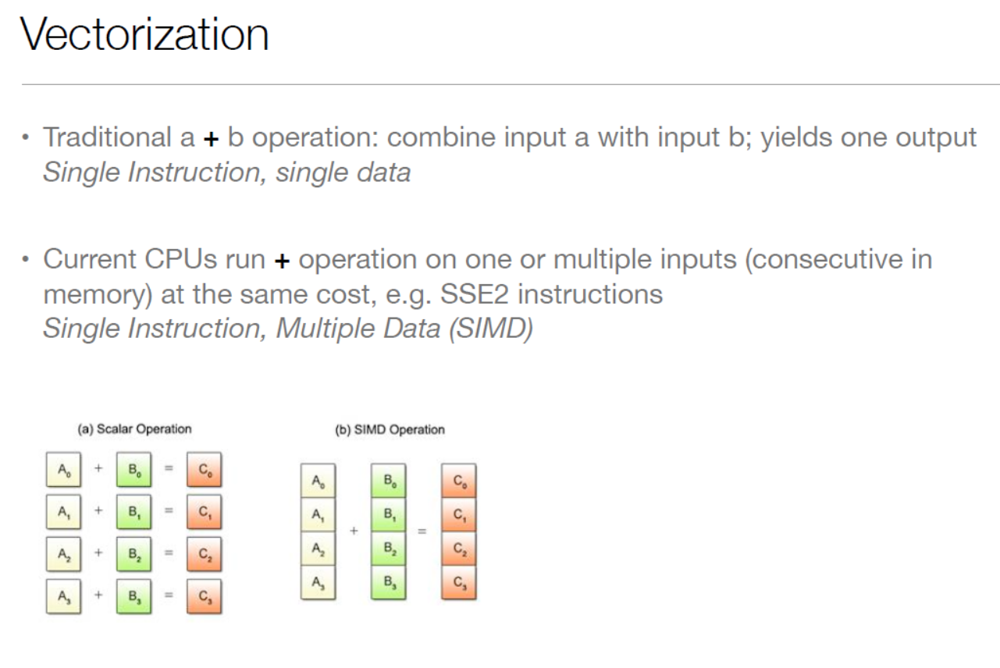 Vectorization
• Traditional a + b operation: combine input a with input b; yields one output
Single Instruction, single data
• Current CPUs run + operation on one or multiple inputs (consecutive in
memory) at the same cost, e.g. SSE2 instructions
Single Instruction, Multiple Data (SIMD)
(a) Scalar Operation
A₀ + B₀ = C₀
A₁ + B₁ = C₁
A₂ + B₂ = C₂
A₃ + B₃ = C₃
(b) SIMD Operation
A₀ B₀ C₀
A₁ B₁ C₁
+ =
A₂ B₂ C₂
A₃ B₃ C₃